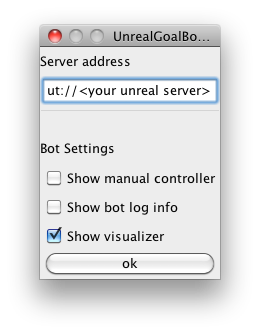 UnrealGoalBo...
Server address
ut://<your unreal server>
Bot Settings
Show manual controller
Show bot log info
Show visualizer
ok